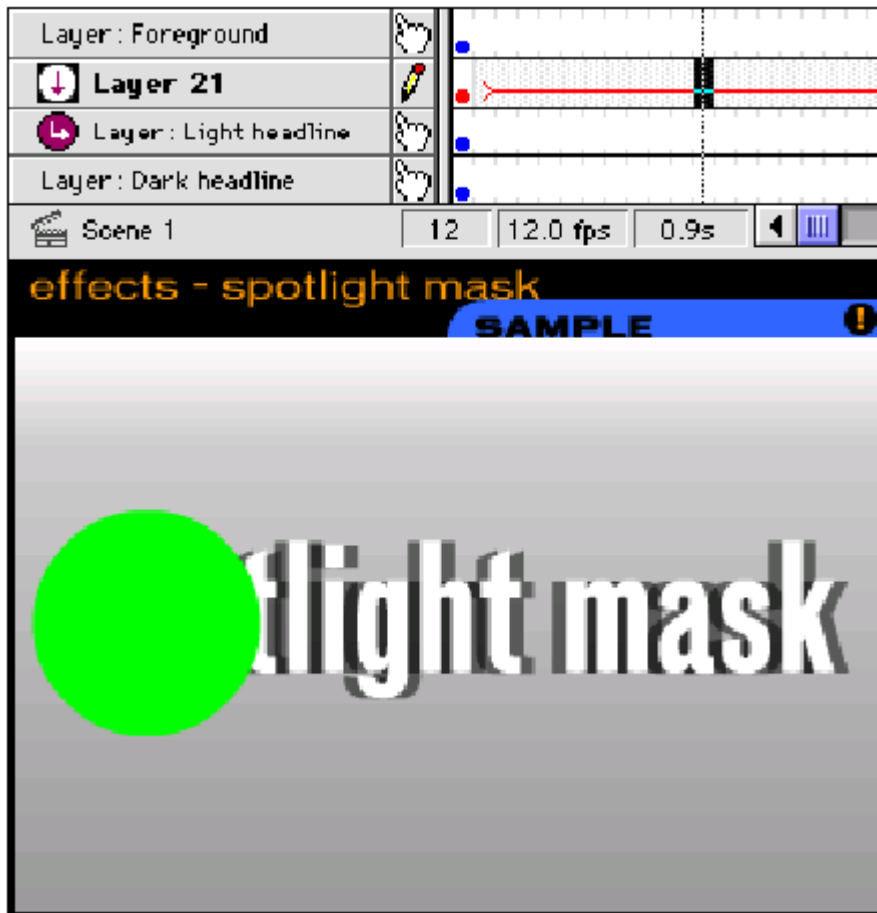 Layer : Foreground
Layer 21
Layer : Light headline
Layer : Dark headline
Scene 1 12 12.0 fps 0.9s
effects - spotlight mask
SAMPLE !
tlight mask